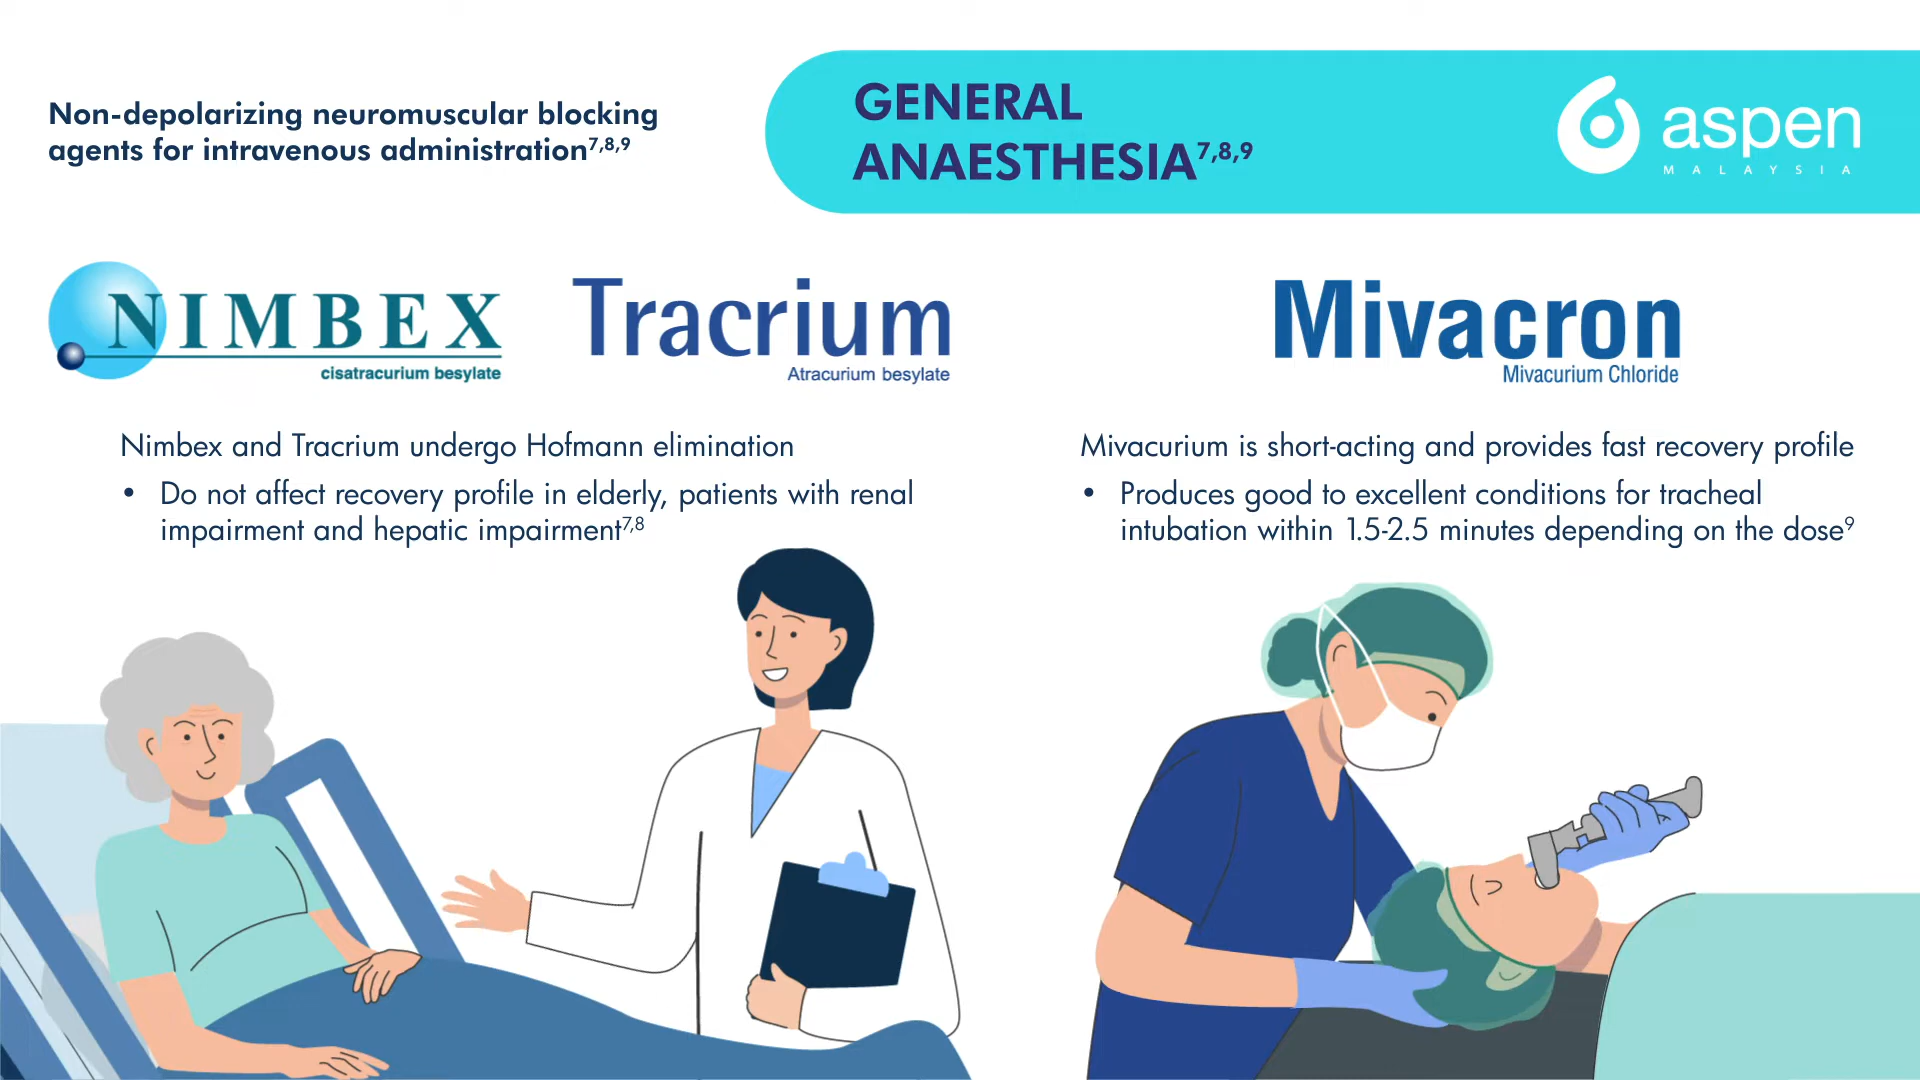 Non-depolarizing neuromuscular blocking
agents for intravenous administration7,8,9
GENERAL
ANAESTHESIA7,8,9
aspen
MALAYSIA
NIMBEX
cisatracurium besylate
Tracrium
Atracurium besylate
Mivacron
Mivacurium Chloride
Nimbex and Tracrium undergo Hofmann elimination
• Do not affect recovery profile in elderly, patients with renal
impairment and hepatic impairment7,8
Mivacurium is short-acting and provides fast recovery profile
• Produces good to excellent conditions for tracheal
intubation within 1.5-2.5 minutes depending on the dose9